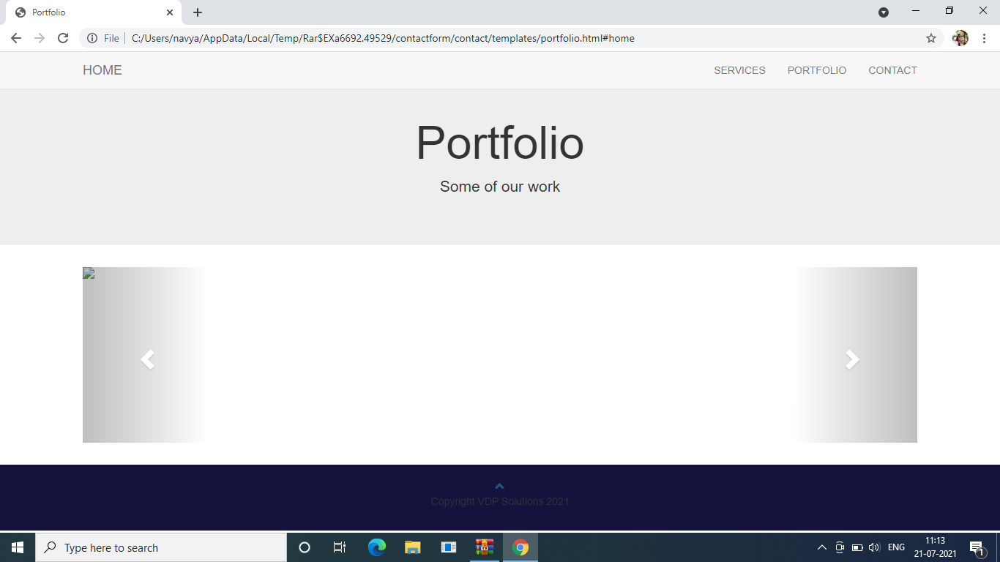 Portfolio
File C:/Users/navya/AppData/Local/Temp/Rar$EXa6692.49529/contactform/contact/templates/portfolio.html#home
HOME SERVICES PORTFOLIO CONTACT
Portfolio
Some of our work
Copyright VDP Solutions 2021
Type here to search
ENG
11:13
21-07-2021
1